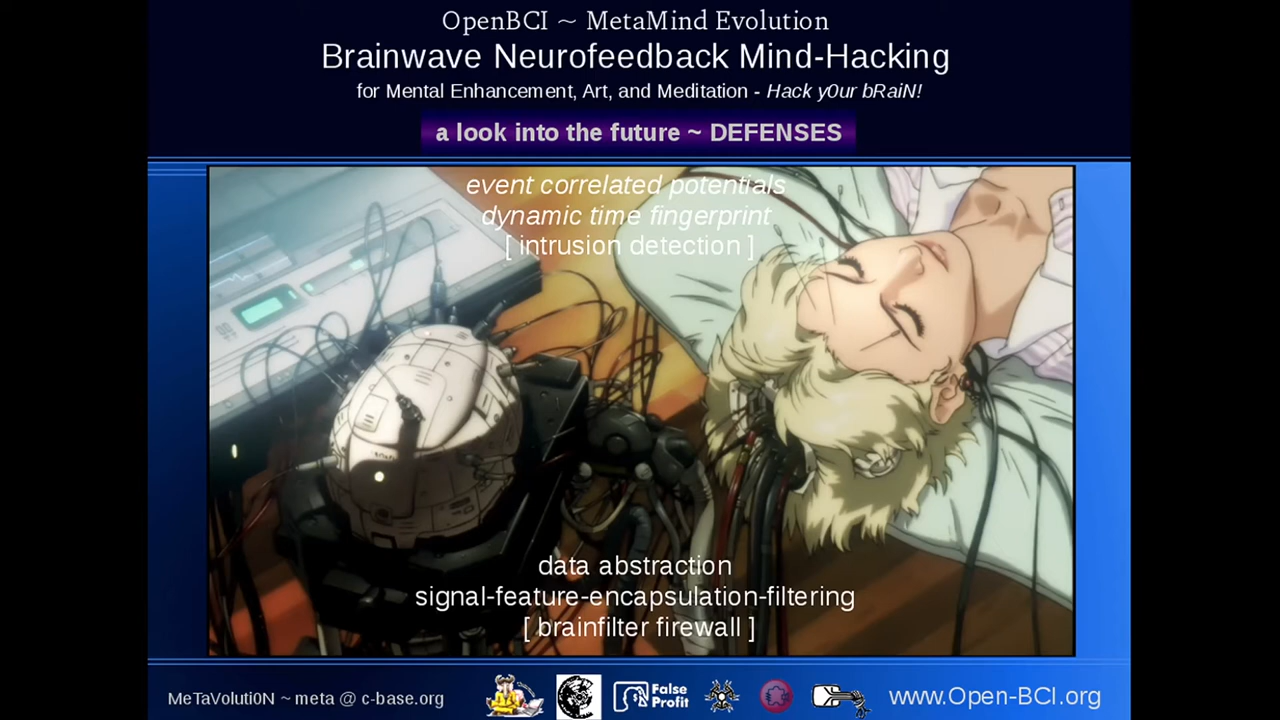 OpenBCI ~ MetaMind Evolution
Brainwave Neurofeedback Mind-Hacking
for Mental Enhancement, Art, and Meditation - Hack y0ur bRaiN!
a look into the future ~ DEFENSES
event correlated potentials
dynamic time fingerprint
[ intrusion detection ]
data abstraction
signal-feature-encapsulation-filtering
[ brainfilter firewall ]
MeTaVoluti0N ~ meta @ c-base.org
False
Profit
www.Open-BCI.org